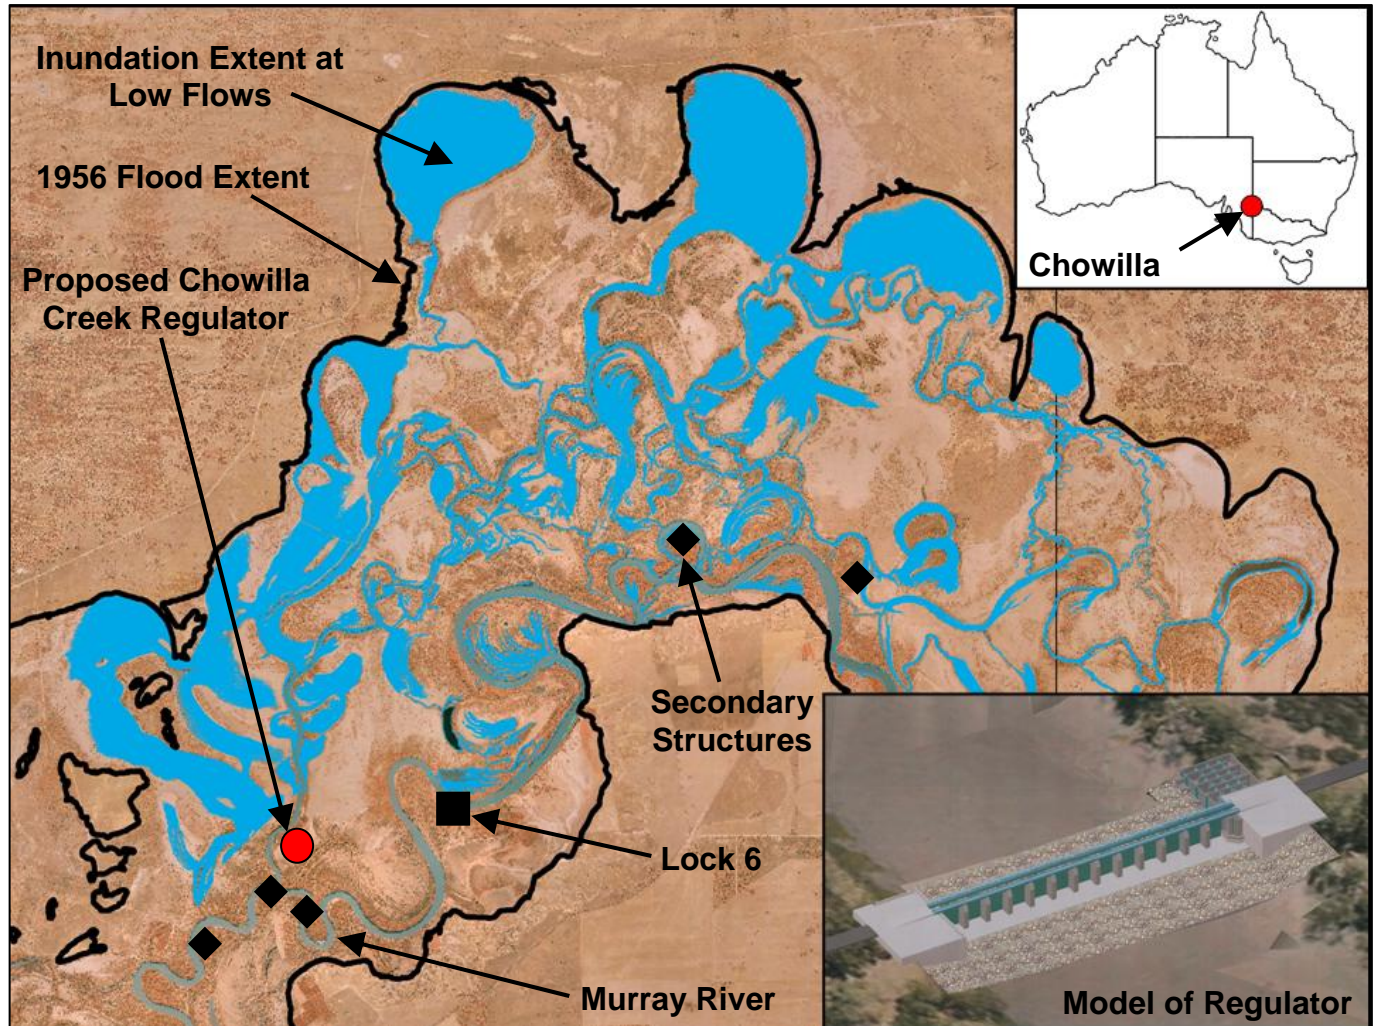 Inundation Extent at
Low Flows
1956 Flood Extent
Proposed Chowilla
Creek Regulator
Chowilla
Secondary
Structures
Lock 6
Murray River
Model of Regulator